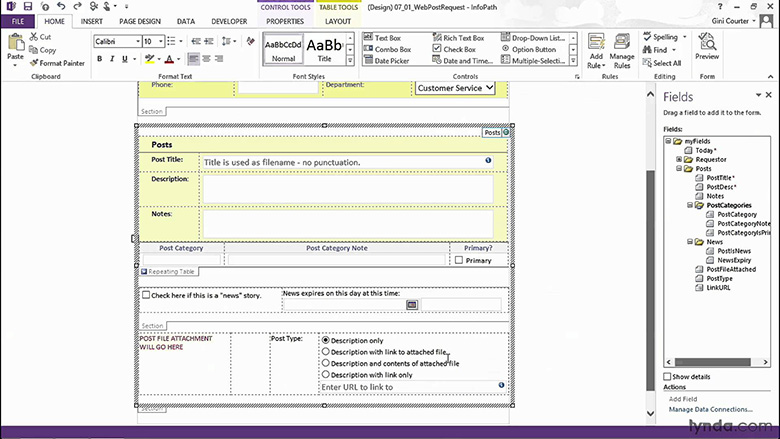 (Design) 07_01_WebPostRequest - InfoPath
CONTROL TOOLS
TABLE TOOLS
FILE
HOME
INSERT
PAGE DESIGN
DATA
DEVELOPER
PROPERTIES
LAYOUT
Gini Courter
Paste
Cut
Copy
Format Painter
Clipboard
Calibri
10
B I U
Format Text
AaBbCcD
Normal
AaBb
Title
Font Styles
Text Box
Combo Box
Date Picker
Rich Text Box
Check Box
Date and Time...
Drop-Down List...
Option Button
Multiple-Selecti...
Controls
Add
Rule
Manage
Rules
Rules
Spelling
Find
Select All
Editing
Preview
Form
Phone:
Department:
Customer Service
Section
Posts
Posts
Post Title:
Title is used as filename - no punctuation.
Description:
Notes:
Post Category
Post Category Note
Primary?
Primary
Repeating Table
Check here if this is a "news" story.
News expires on this day at this time:
Section
POST FILE ATTACHMENT
WILL GO HERE
Post Type:
Description only
Description with link to attached file
Description and contents of attached file
Description with link only
Enter URL to link to
Section
Fields
Drag a field to add it to the form.
Fields:
myFields
Today*
Requestor
Posts
PostTitle*
PostDesc*
Notes
PostCategories
PostCategory
PostCategoryNote
PostCategoryIsPri
News
PostIsNews
NewsExpiry
PostFileAttached
PostType
LinkURL
Show details
Actions
Add Field
Manage Data Connections...
lynda.com